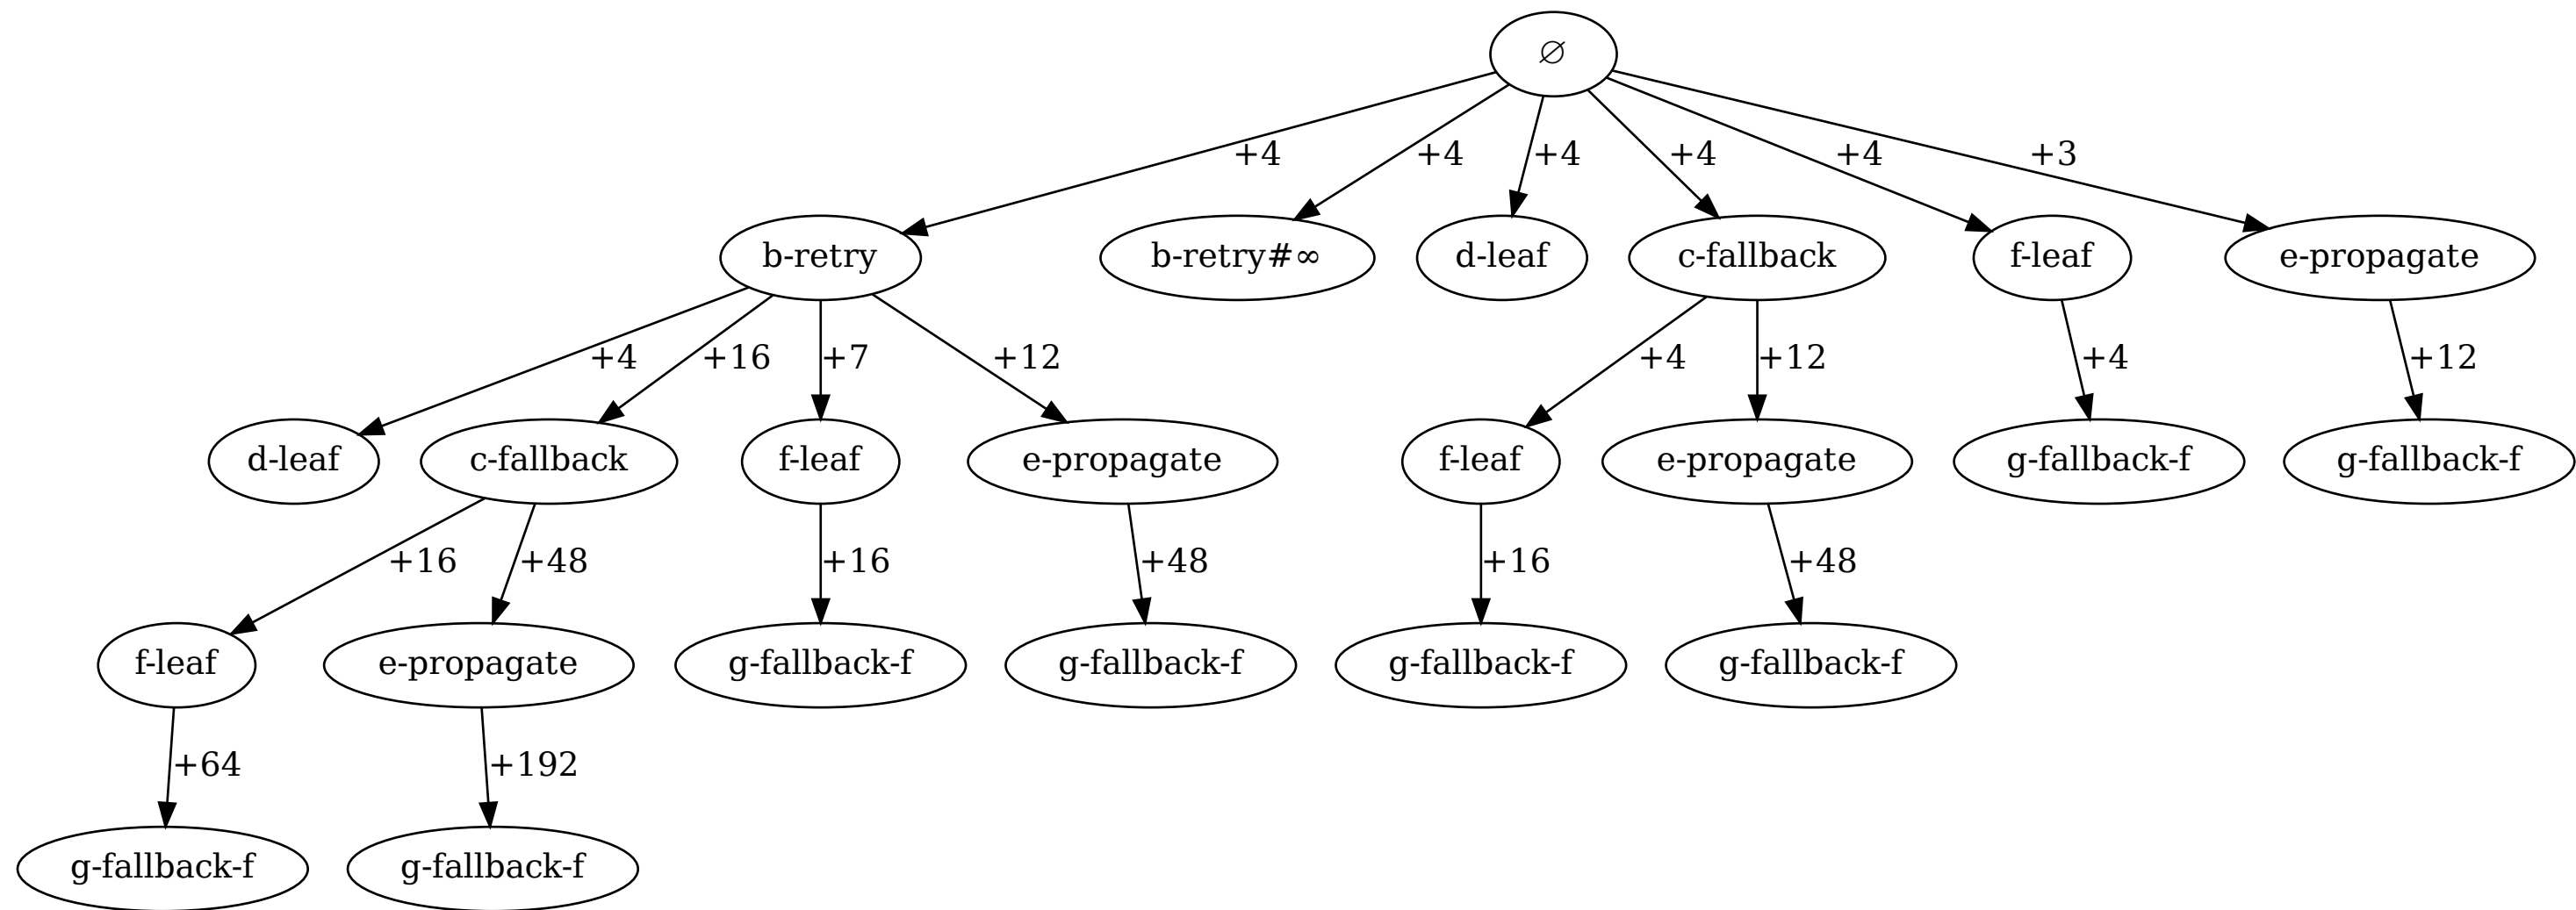 ∅
+4 +4 +4 +4 +4 +3
b-retry b-retry#∞ d-leaf c-fallback f-leaf e-propagate
+4 +16 +7 +12 +4 +12 +4 +12
d-leaf c-fallback f-leaf e-propagate f-leaf e-propagate g-fallback-f g-fallback-f
+16 +48 +16 +48 +16 +48
f-leaf e-propagate g-fallback-f g-fallback-f g-fallback-f g-fallback-f
+64 +192
g-fallback-f g-fallback-f